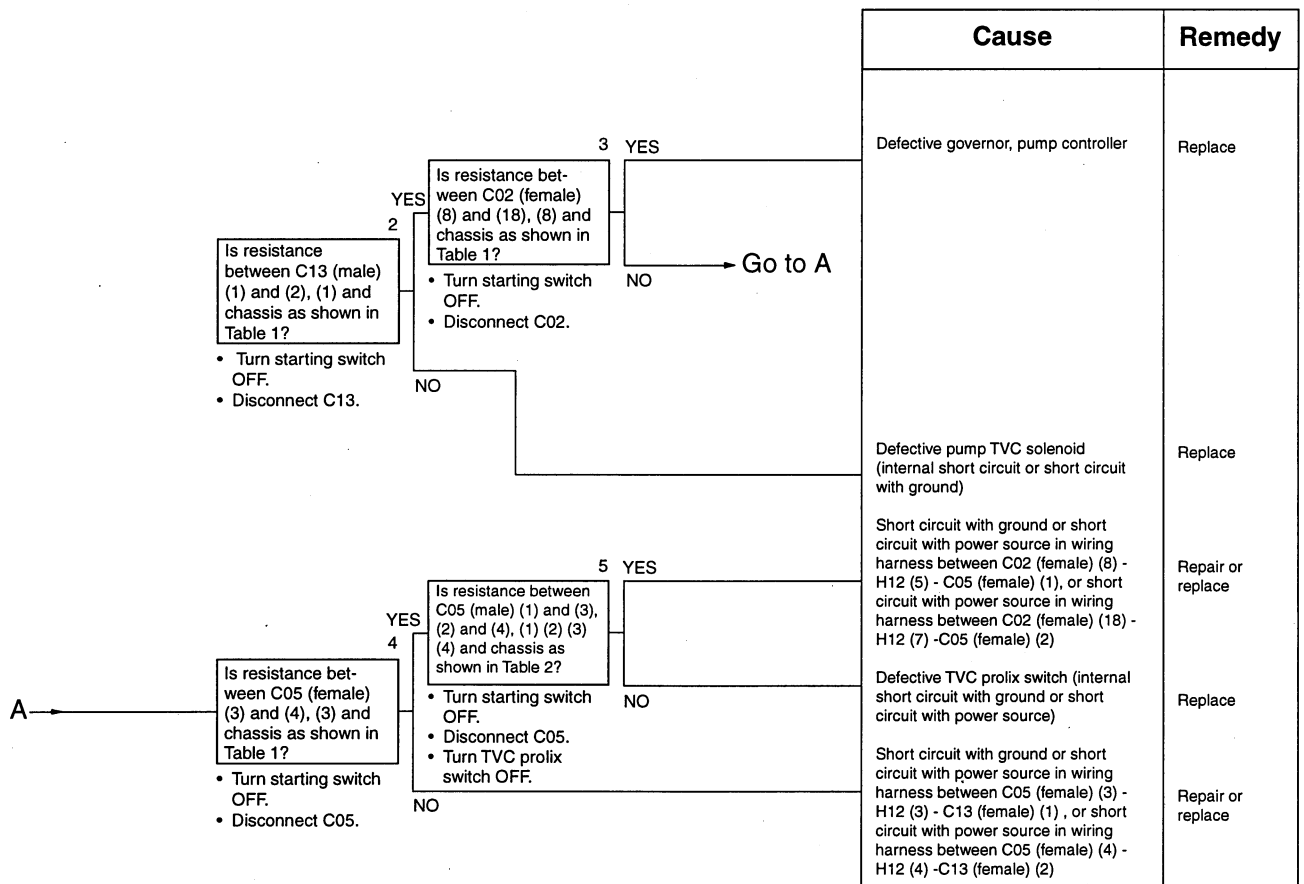 Cause
Remedy
3
YES
Is resistance bet-
ween C02 (female)
(8) and (18), (8) and
chassis as shown in
Table 1?
• Turn starting switch
OFF.
• Disconnect C02.
NO
Go to A
YES
2
Is resistance
between C13 (male)
(1) and (2), (1) and
chassis as shown in
Table 1?
• Turn starting switch
OFF.
• Disconnect C13.
NO
Defective governor, pump controller
Replace
Defective pump TVC solenoid
(internal short circuit or short circuit
with ground)
Replace
5
YES
Is resistance between
C05 (male) (1) and (3),
(2) and (4), (1) (2) (3)
(4) and chassis as
shown in Table 2?
• Turn starting switch
OFF.
• Disconnect C05.
• Turn TVC prolix
switch OFF.
NO
YES
4
A
Is resistance bet-
ween C05 (female)
(3) and (4), (3) and
chassis as shown in
Table 1?
• Turn starting switch
OFF.
• Disconnect C05.
NO
Short circuit with ground or short
circuit with power source in wiring
harness between C02 (female) (8) -
H12 (5) - C05 (female) (1), or short
circuit with power source in wiring
harness between C02 (female) (18) -
H12 (7) -C05 (female) (2)
Repair or
replace
Defective TVC prolix switch (internal
short circuit with ground or short
circuit with power source)
Replace
Short circuit with ground or short
circuit with power source in wiring
harness between C05 (female) (3) -
H12 (3) - C13 (female) (1) , or short
circuit with power source in wiring
harness between C05 (female) (4) -
H12 (4) -C13 (female) (2)
Repair or
replace